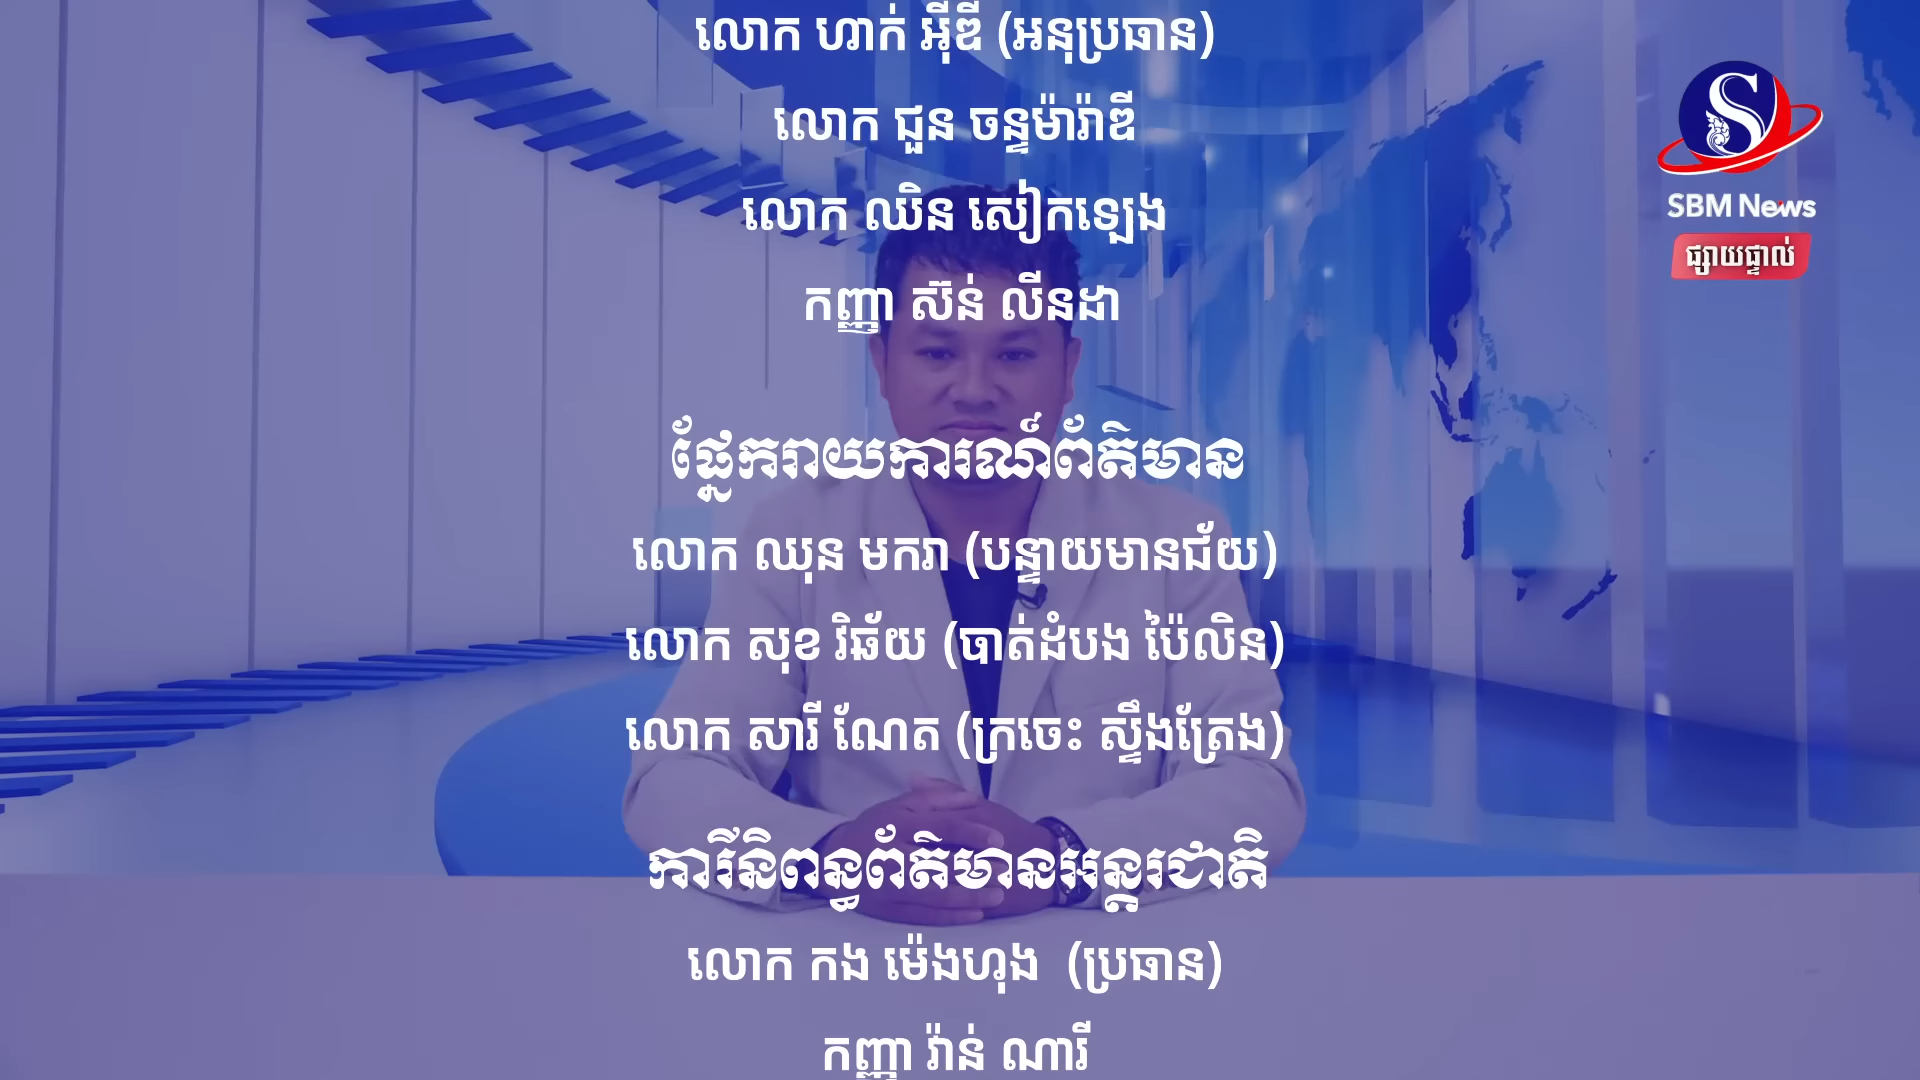 លោក ហាក់ អ៊ីឌី (អនុប្រធាន)
លោក ជួន ចន្ទម៉ារ៉ាឌី
លោក ឈិន សៀកឡេង
កញ្ញា ស៊ន់ លីនដា
ផ្នែករាយការណ៍ព័ត៌មាន
លោក ឈុន មករា (បន្ទាយមានជ័យ)
លោក សុខ វិឆ័យ (បាត់ដំបង ប៉ៃលិន)
លោក សារី ណែត (ក្រចេះ ស្ទឹងត្រែង)
ការីនិពន្ធព័ត៌មានអន្តរជាតិ
លោក កង ម៉េងហុង (ប្រធាន)
កញ្ញា វ៉ាន់ ណារី
S
SBM News
ផ្សាយផ្ទាល់